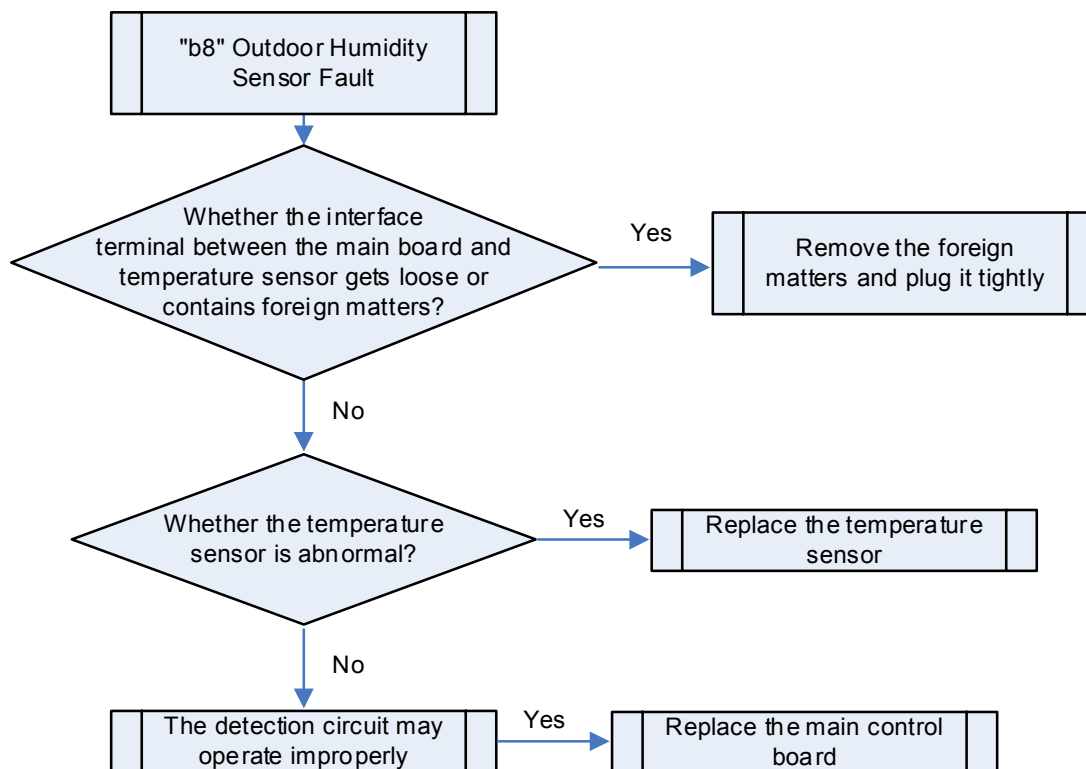 "b8" Outdoor Humidity
Sensor Fault
Whether the interface
terminal between the main board and
temperature sensor gets loose or
contains foreign matters?
Yes
Remove the foreign
matters and plug it tightly
No
Whether the temperature
sensor is abnormal?
Yes
Replace the temperature
sensor
No
The detection circuit may
operate improperly
Yes
Replace the main control
board